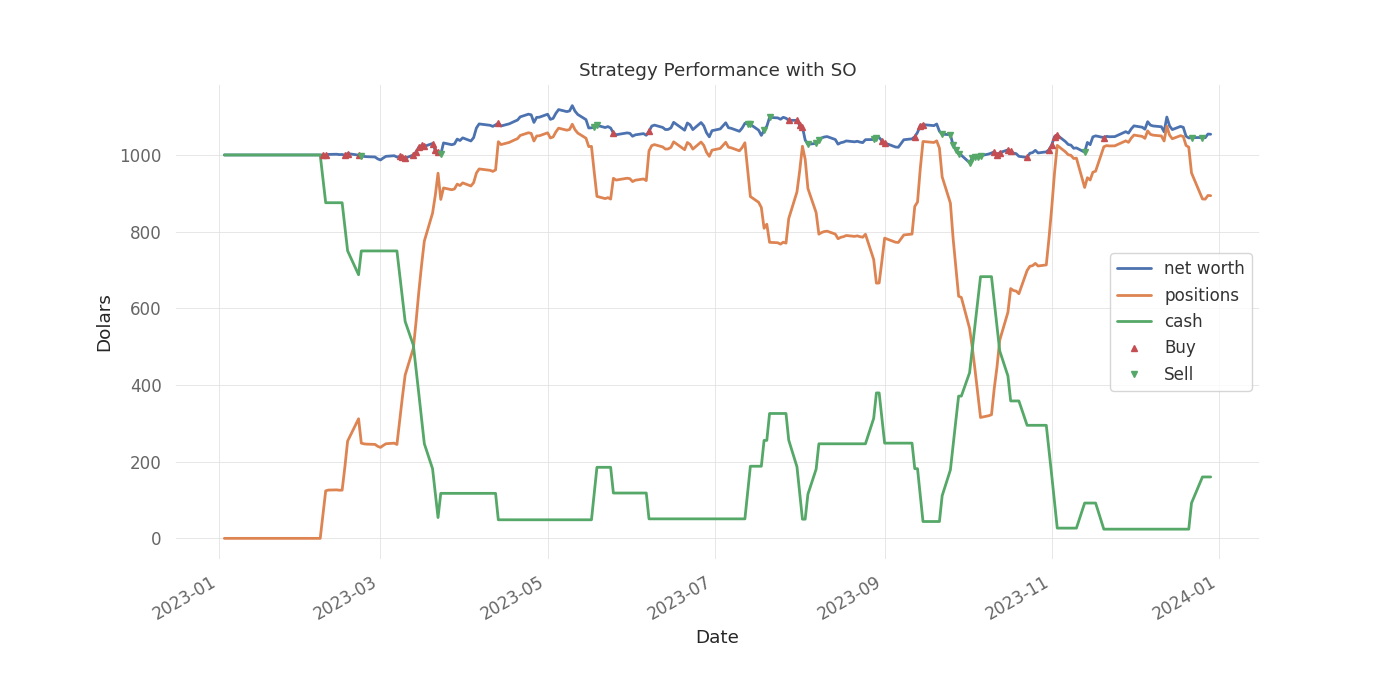 Strategy Performance with SO
1000
800
600
400
200
0
Dolars
net worth
positions
cash
Buy
Sell
2023-01
2023-03
2023-05
2023-07
2023-09
2023-11
2024-01
Date